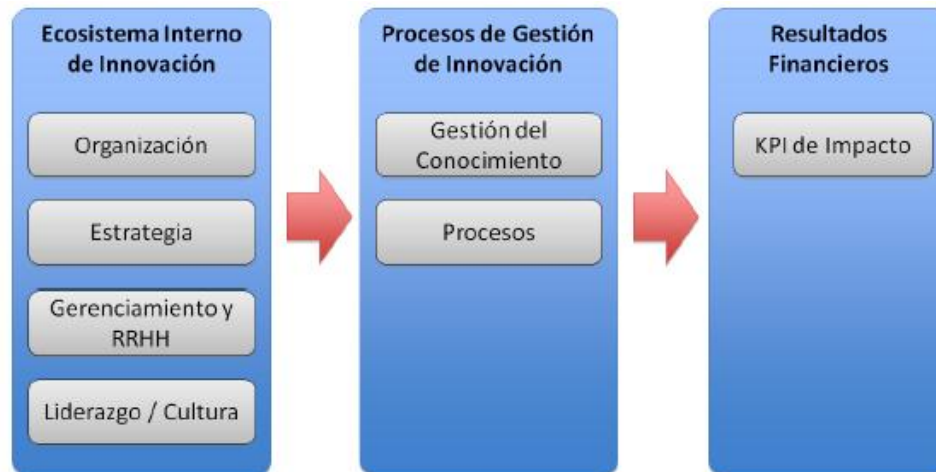 Ecosistema Interno
de Innovación
Organización
Estrategia
Gerenciamiento y
RRHH
Liderazgo / Cultura
Procesos de Gestión
de Innovación
Gestión del
Conocimiento
Procesos
Resultados
Financieros
KPI de Impacto